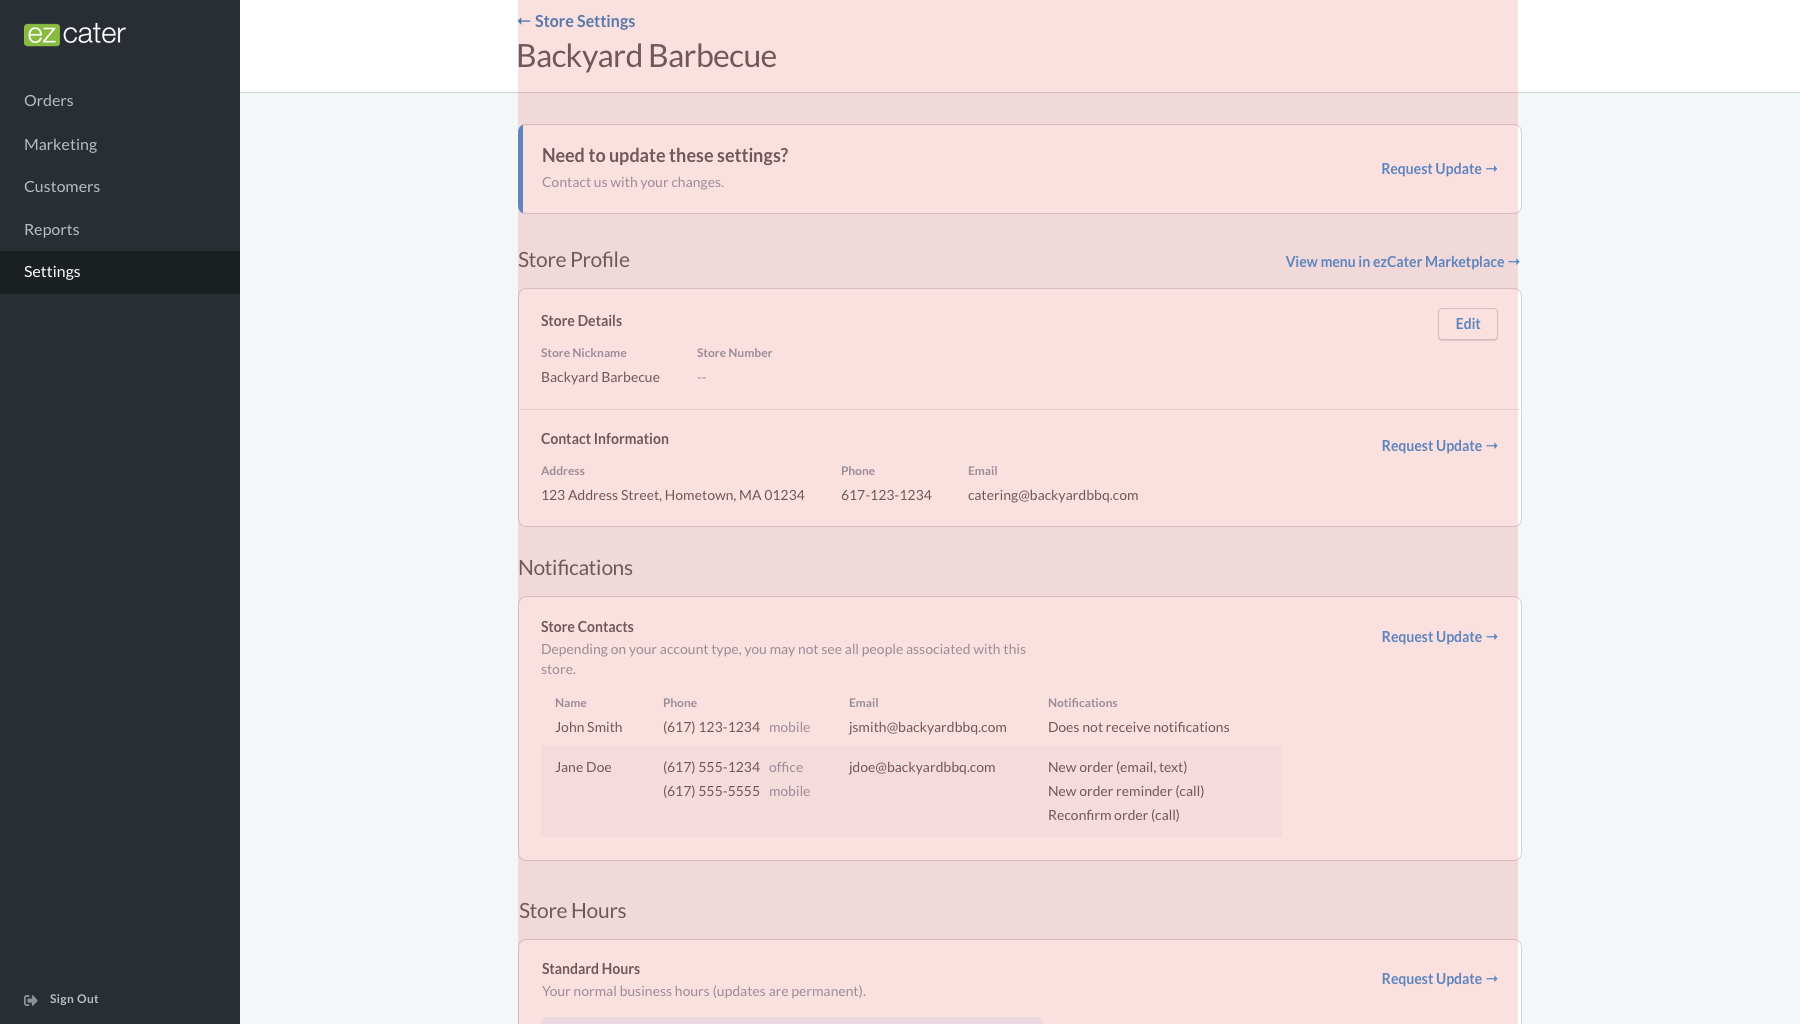 ezcater
Orders
Marketing
Customers
Reports
Settings
Sign Out
← Store Settings
Backyard Barbecue
Need to update these settings?
Contact us with your changes.
Request Update →
Store Profile
View menu in ezCater Marketplace →
Store Details
Edit
Store Nickname Store Number
Backyard Barbecue --
Contact Information
Request Update →
Address Phone Email
123 Address Street, Hometown, MA 01234 617-123-1234 catering@backyardbbq.com
Notifications
Store Contacts
Request Update →
Depending on your account type, you may not see all people associated with this
store.
Name Phone Email Notifications
John Smith (617) 123-1234 mobile jsmith@backyardbbq.com Does not receive notifications
Jane Doe (617) 555-1234 office jdoe@backyardbbq.com New order (email, text)
(617) 555-5555 mobile New order reminder (call)
Reconfirm order (call)
Store Hours
Standard Hours
Request Update →
Your normal business hours (updates are permanent).